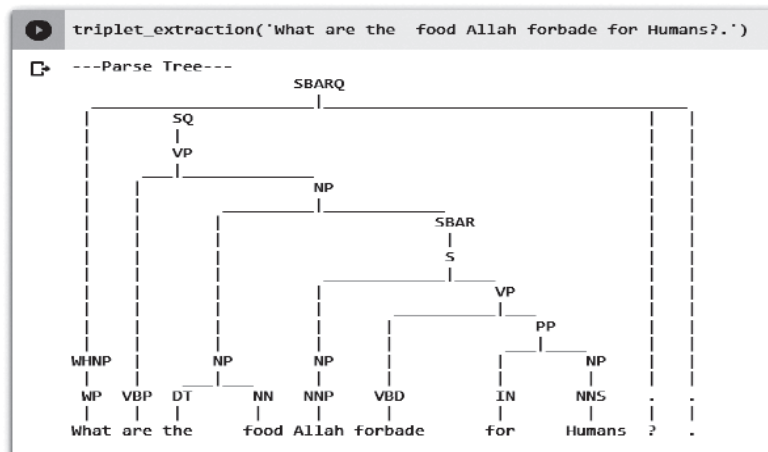 triplet_extraction('What are the  food Allah forbade for Humans?.')
---Parse Tree---
SBARQ
SQ
VP
NP
SBAR
S
VP
PP
WHNP NP NP NP
WP VBP DT NN NNP VBD IN NNS . .
What are the food Allah forbade for Humans ? .